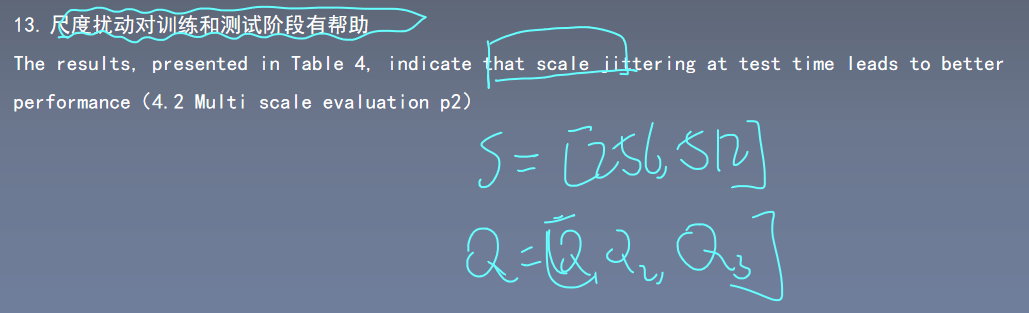 13. 尺度扰动对训练和测试阶段有帮助
The results, presented in Table 4, indicate that scale jittering at test time leads to better
performance（4.2 Multi scale evaluation p2）
S = [256, 512]
Q = [Q1, Q2, Q3]